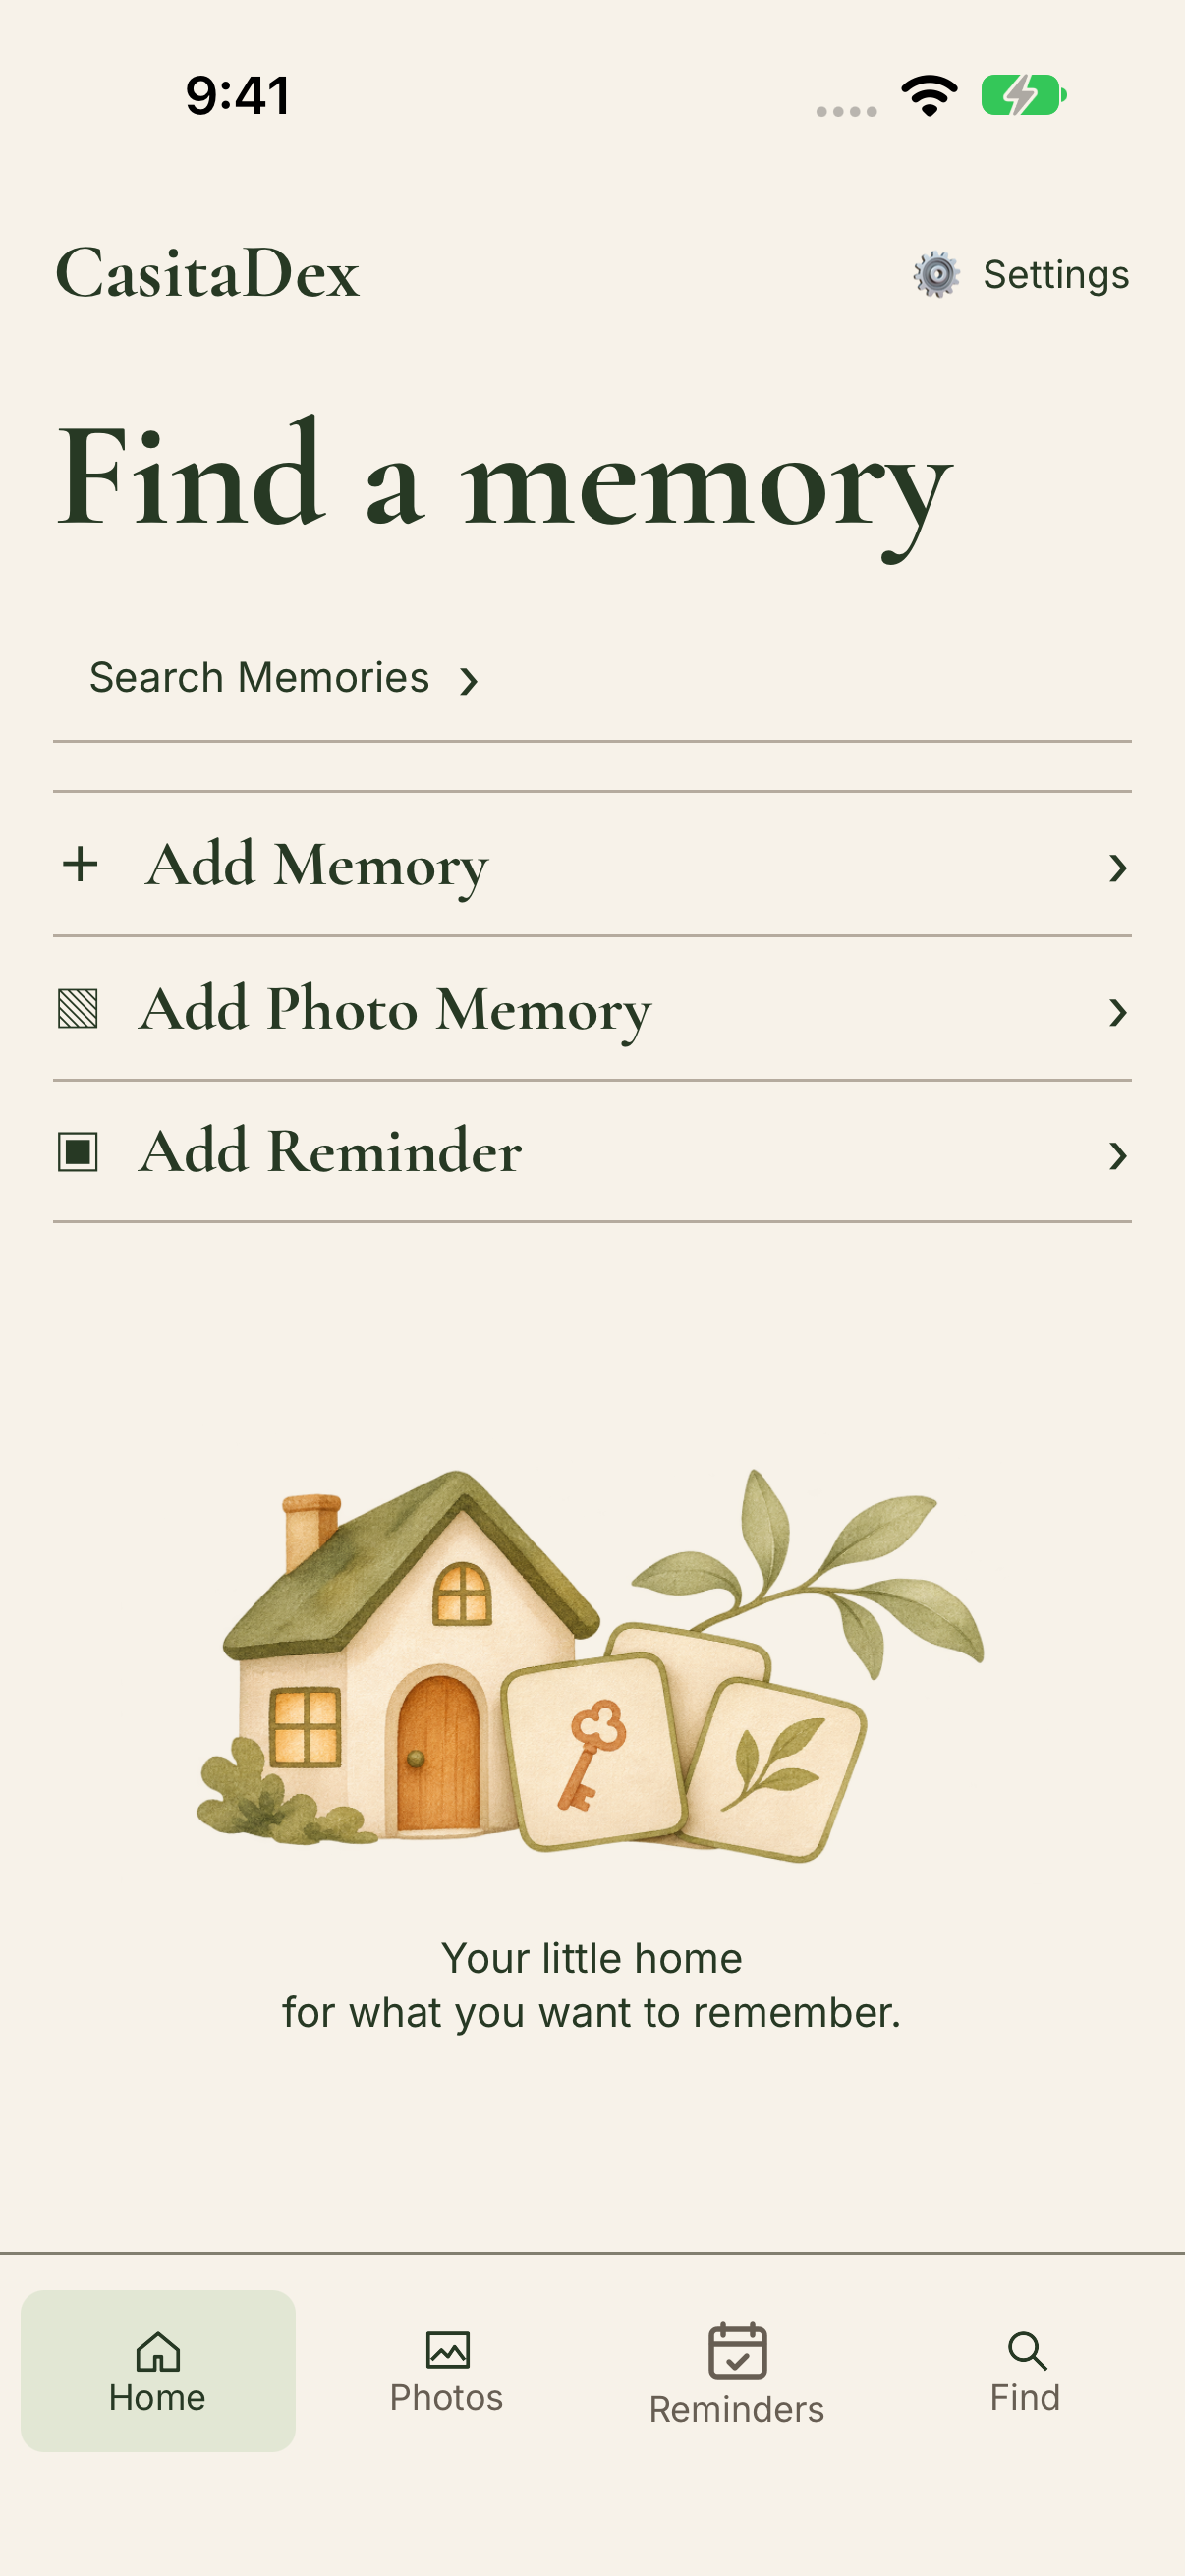 9:41
CasitaDex
⚙️ Settings
Find a memory
Search Memories ›
+ Add Memory ›
▧ Add Photo Memory ›
▣ Add Reminder ›
Your little home
for what you want to remember.
Home Photos Reminders Find